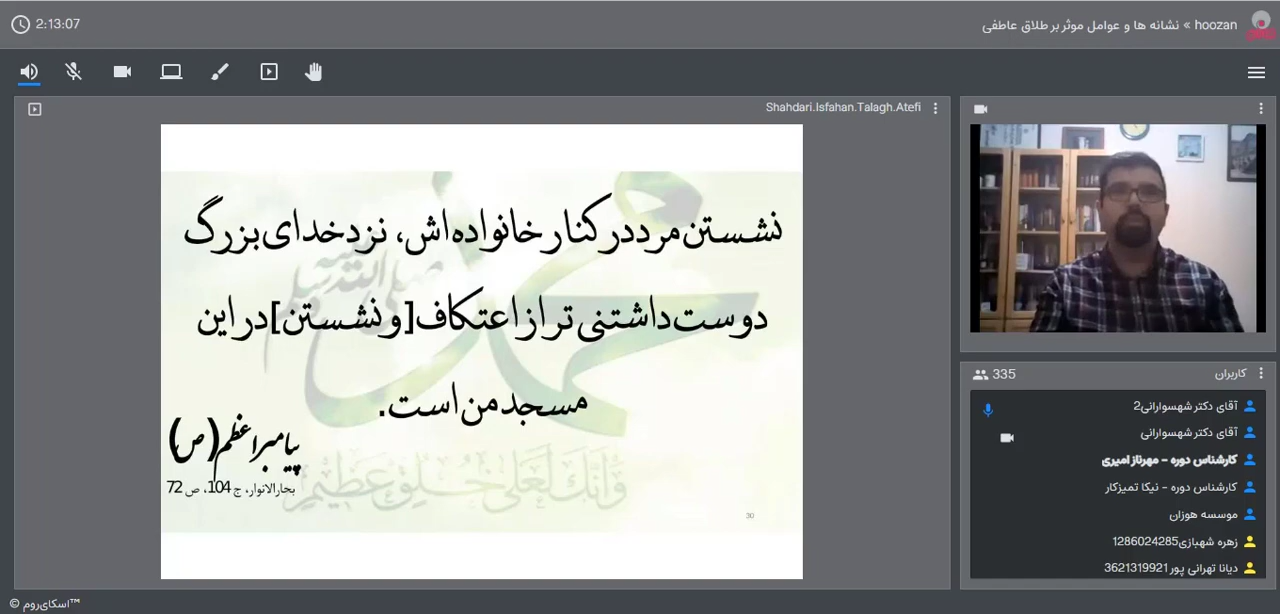 2:13:07
hoozan » نشانه ها و عوامل موثر بر طلاق عاطفی
Shahdari.Isfahan.Talagh.Atefi
نشستن مرد در کنار خانواده‌اش، نزد خدای بزرگ
دوست‌داشتنی‌تر از اعتکاف [و نشستن] در این
مسجد من است.
پیامبر اعظم(ص)
بحارالانوار، ج 104، ص 72
وَإِنَّكَ لَعَلَىٰ خُلُقٍ عَظِيمٍ
30
335
کاربران
آقای دکتر شهسوارانی2
آقای دکتر شهسوارانی
کارشناس دوره - مهرناز امیری
کارشناس دوره - نیکا تمیزکار
موسسه هوزان
زهره شهبازی1286024285
دیانا تهرانی پور3621319921
اسکای‌روم™ ©